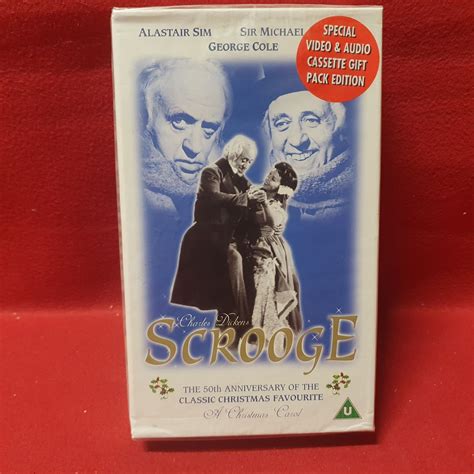 ALASTAIR SIM SIR MICHAEL
GEORGE COLE
SPECIAL
VIDEO & AUDIO
CASSETTE GIFT
PACK EDITION
Charles Dickens
SCROOGE
THE 50th ANNIVERSARY OF THE
CLASSIC CHRISTMAS FAVOURITE
A Christmas Carol
U